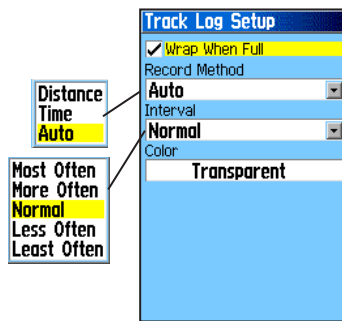 Track Log Setup
Wrap When Full
Record Method
Auto
Interval
Normal
Color
Transparent
Distance
Time
Auto
Most Often
More Often
Normal
Less Often
Least Often